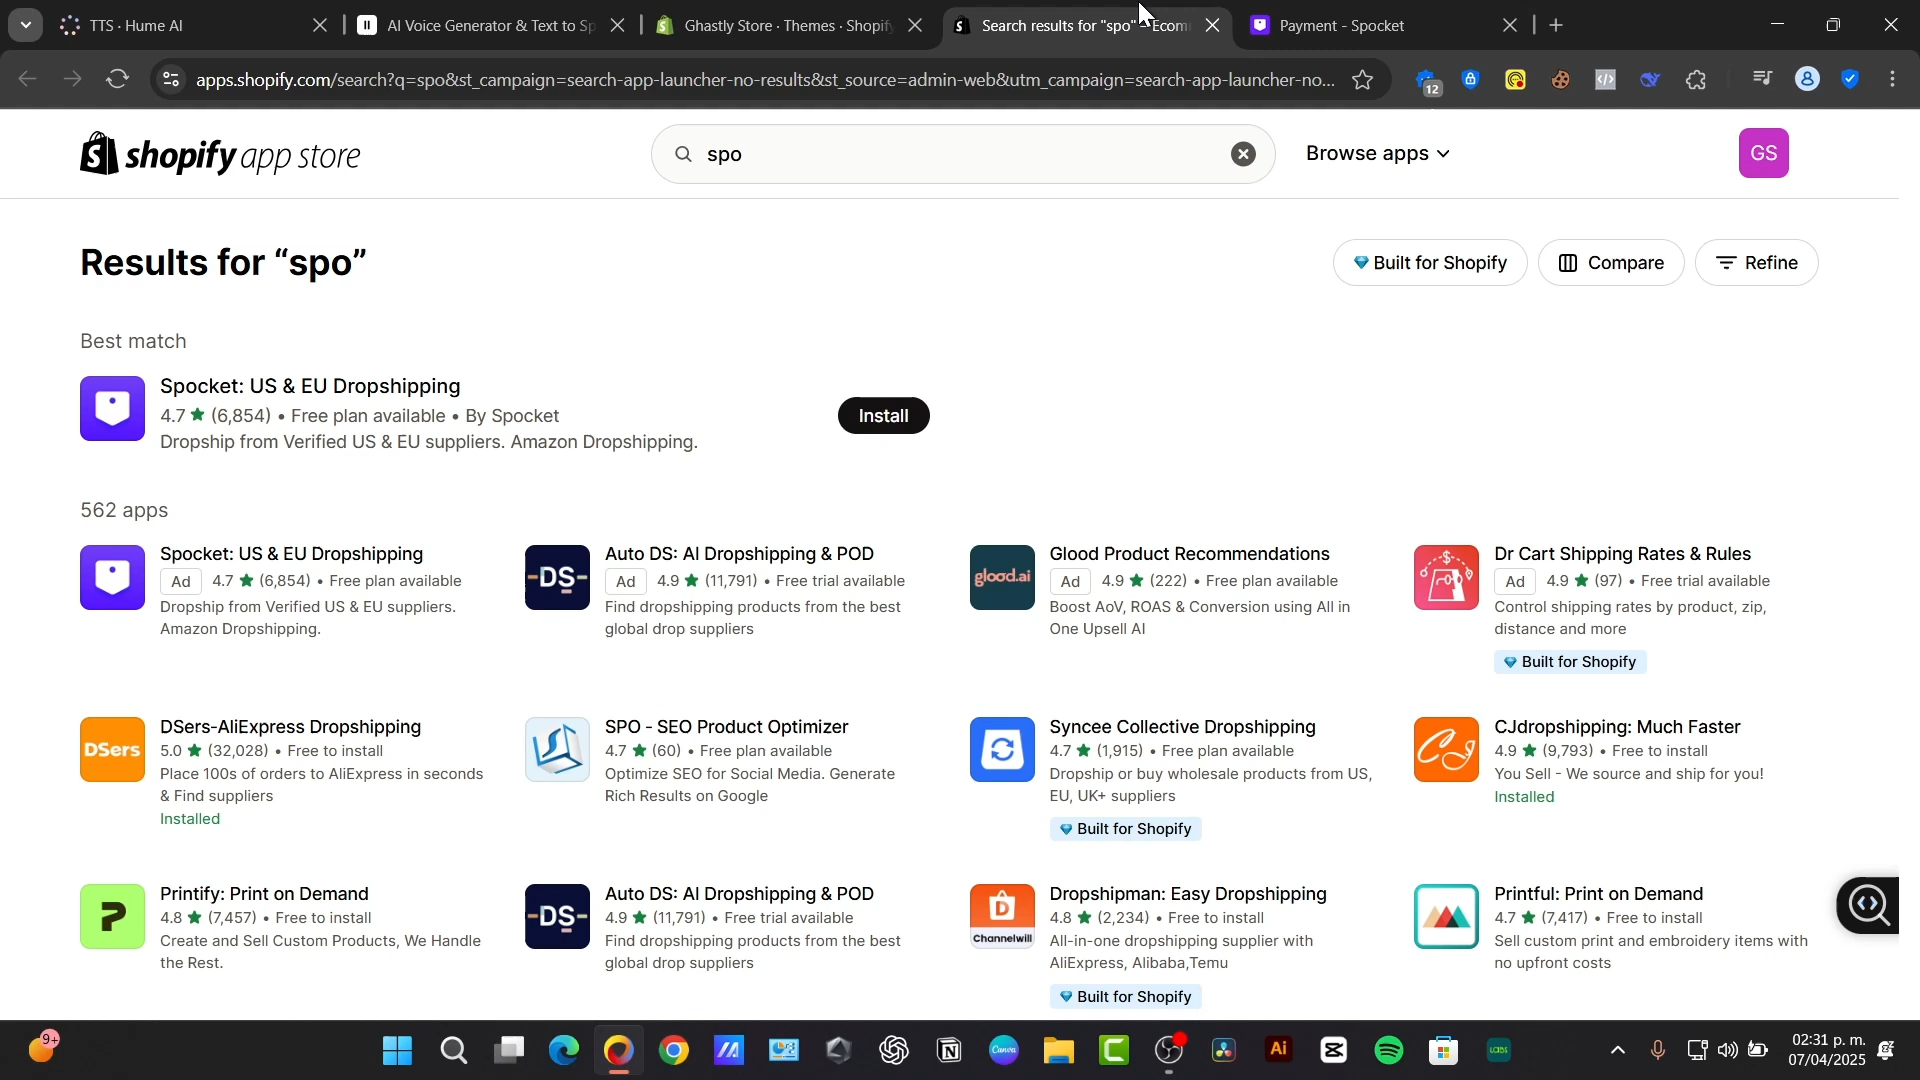 TTS · Hume AI
AI Voice Generator & Text to Sp
Ghastly Store · Themes · Shopify
Search results for "spo" – Ecom
Payment - Spocket
apps.shopify.com/search?q=spo&st_campaign=search-app-launcher-no-results&st_source=admin-web&utm_campaign=search-app-launcher-no...
12
shopify app store
spo
Browse apps
GS
Results for “spo”
Built for Shopify
Compare
Refine
Best match
Spocket: US & EU Dropshipping
4.7 ★ (6,854) • Free plan available • By Spocket
Dropship from Verified US & EU suppliers. Amazon Dropshipping.
Install
562 apps
Spocket: US & EU Dropshipping
Ad 4.7 ★ (6,854) • Free plan available
Dropship from Verified US & EU suppliers.
Amazon Dropshipping.
-DS-
Auto DS: AI Dropshipping & POD
Ad 4.9 ★ (11,791) • Free trial available
Find dropshipping products from the best
global drop suppliers
glood.ai
Glood Product Recommendations
Ad 4.9 ★ (222) • Free plan available
Boost AoV, ROAS & Conversion using All in
One Upsell AI
Dr Cart Shipping Rates & Rules
Ad 4.9 ★ (97) • Free trial available
Control shipping rates by product, zip,
distance and more
Built for Shopify
DSers
DSers-AliExpress Dropshipping
5.0 ★ (32,028) • Free to install
Place 100s of orders to AliExpress in seconds
& Find suppliers
Installed
SPO - SEO Product Optimizer
4.7 ★ (60) • Free plan available
Optimize SEO for Social Media. Generate
Rich Results on Google
Syncee Collective Dropshipping
4.7 ★ (1,915) • Free plan available
Dropship or buy wholesale products from US,
EU, UK+ suppliers
Built for Shopify
CJ
CJdropshipping: Much Faster
4.9 ★ (9,793) • Free to install
You Sell - We source and ship for you!
Installed
Printify: Print on Demand
4.8 ★ (7,457) • Free to install
Create and Sell Custom Products, We Handle
the Rest.
-DS-
Auto DS: AI Dropshipping & POD
4.9 ★ (11,791) • Free trial available
Find dropshipping products from the best
global drop suppliers
D
Channelwill
Dropshipman: Easy Dropshipping
4.8 ★ (2,234) • Free to install
All-in-one dropshipping supplier with
AliExpress, Alibaba,Temu
Built for Shopify
Printful: Print on Demand
4.7 ★ (7,417) • Free to install
Sell custom print and embroidery items with
no upfront costs
9+
Canva
Ai
02:31 p. m.
07/04/2025